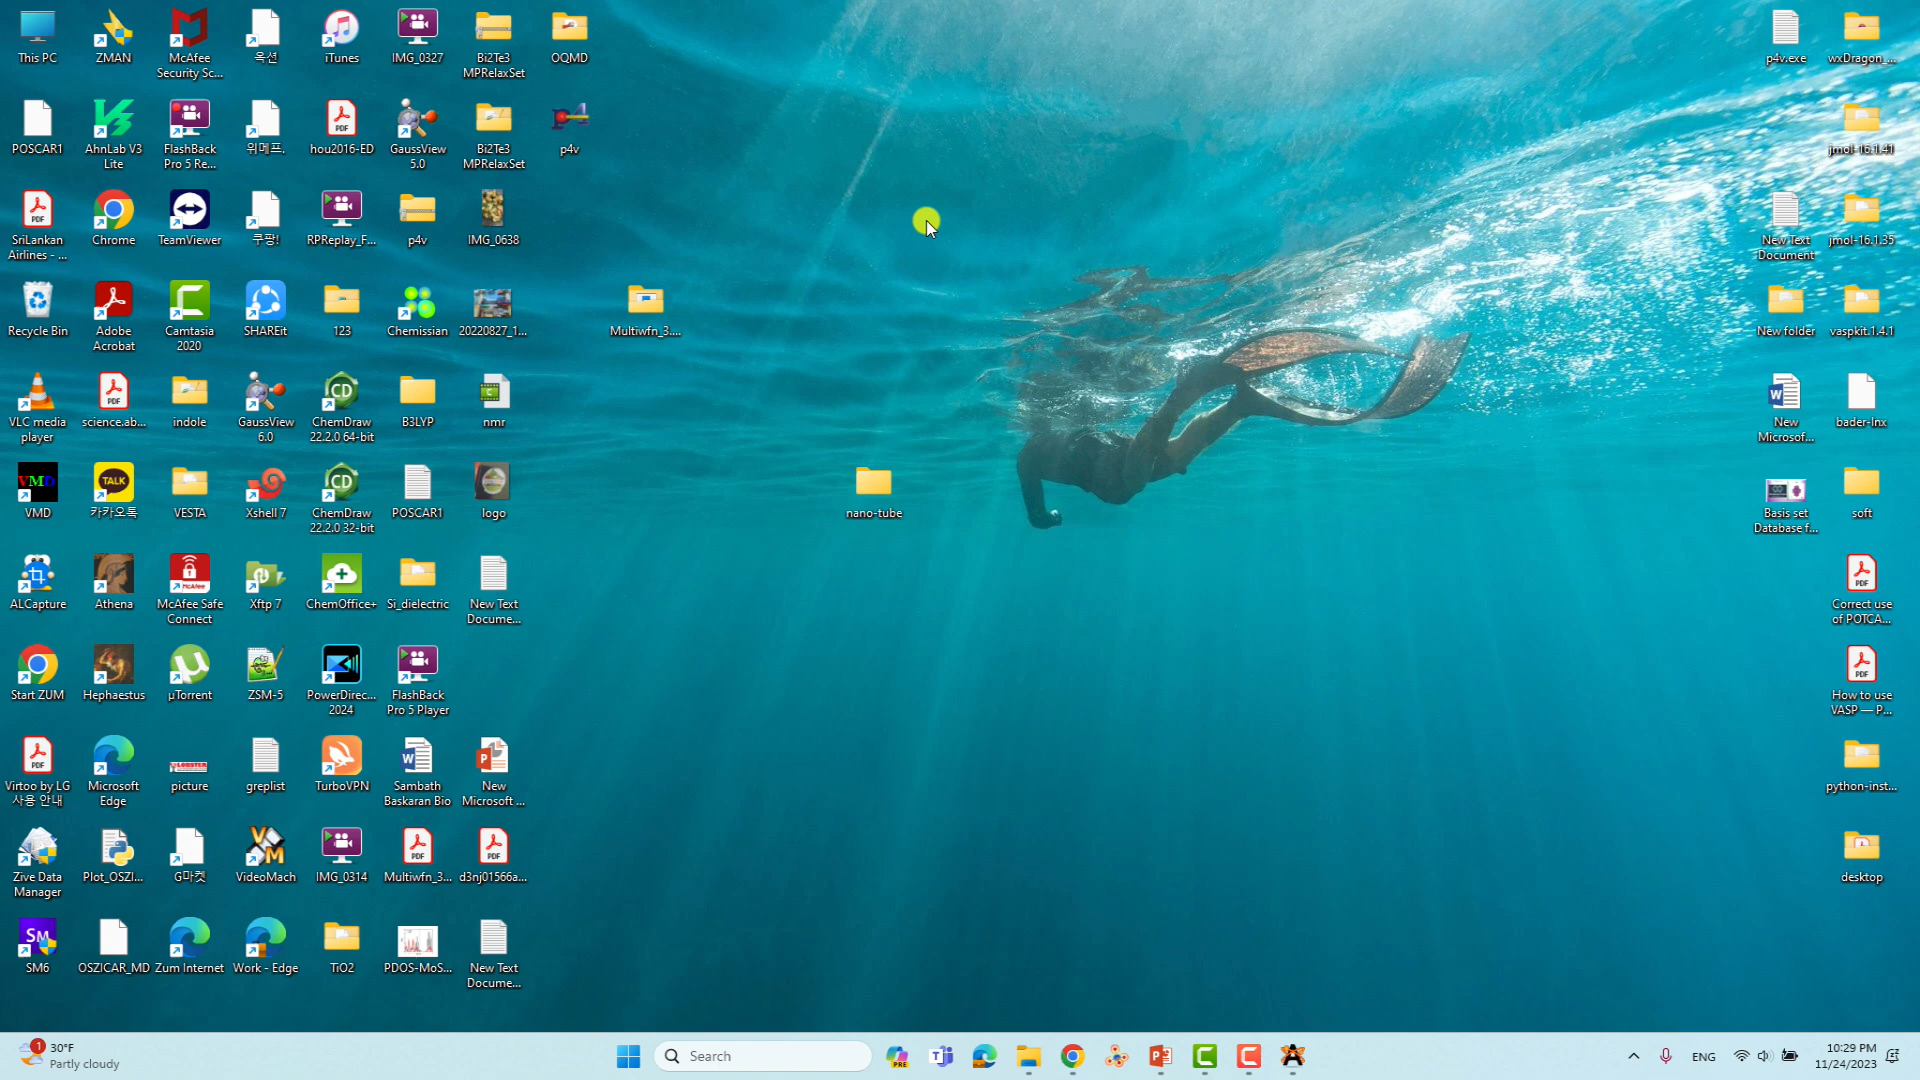 This PC
ZMAN
McAfee
Security Sc...
옥션
iTunes
IMG_0327
Bi2Te3
MPRelaxSet
OQMD
p4v.exe
wxDragon_...
POSCAR1
AhnLab V3
Lite
FlashBack
Pro 5 Re...
위메프.
hou2016-ED
GaussView
5.0
Bi2Te3
MPRelaxSet
p4v
jmol-16.1.41
SriLankan
Airlines - ...
Chrome
TeamViewer
쿠팡!
RPReplay_F...
p4v
IMG_0638
New Text
Document
jmol-16.1.35
Recycle Bin
Adobe
Acrobat
Camtasia
2020
SHAREit
123
Chemissian
20220827_1...
Multiwfn_3....
New folder
vaspkit.1.4.1
VLC media
player
science.ab...
indole
GaussView
6.0
ChemDraw
22.2.0 64-bit
B3LYP
nmr
New
Microsof...
bader-lnx
VMD
VMD
TALK
카카오톡
VESTA
Xshell 7
ChemDraw
22.2.0 32-bit
POSCAR1
logo
nano-tube
Basis set
Database f...
soft
ALCapture
Athena
McAfee Safe
Connect
Xftp 7
ChemOffice+
Si_dielectric
New Text
Docume...
Correct use
of POTCA...
Start ZUM
Hephaestus
µTorrent
ZSM-5
PowerDirec...
2024
FlashBack
Pro 5 Player
How to use
VASP — P...
Virtoo by LG
사용 안내
Microsoft
Edge
picture
greplist
TurboVPN
Sambath
Baskaran Bio
New
Microsoft ...
python-inst...
Zive Data
Manager
Plot_OSZI...
G마켓
VideoMach
IMG_0314
Multiwfn_3...
d3nj01566a...
desktop
SM
SM6
OSZICAR_MD
Zum Internet
Work - Edge
TiO2
PDOS-MoS...
New Text
Docume...
1
30°F
Partly cloudy
Search
PRE
ENG
10:29 PM
11/24/2023